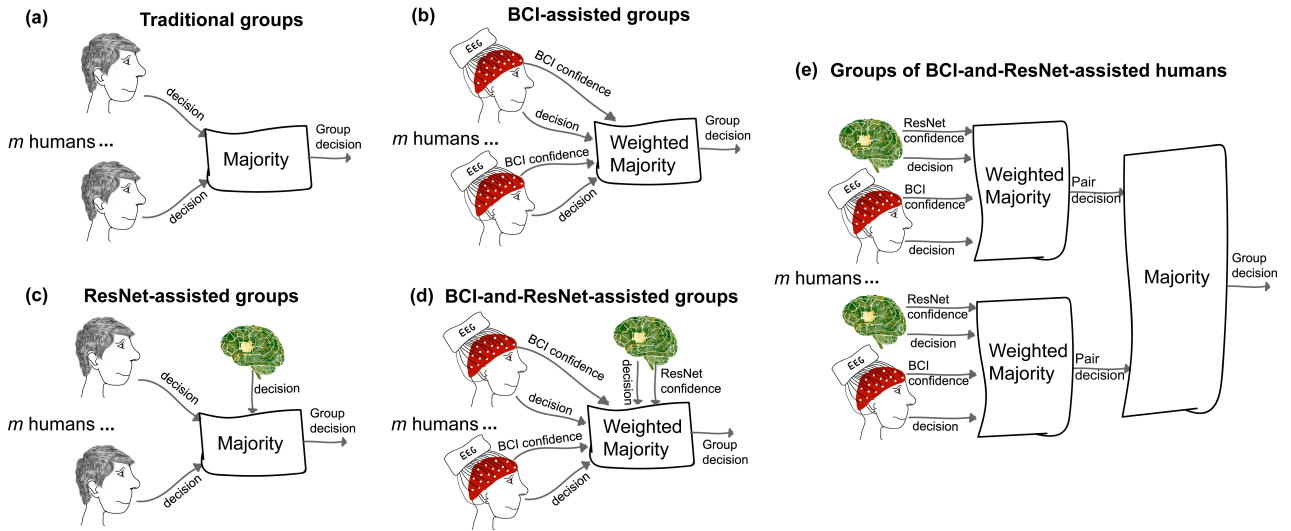 (a)
Traditional groups
decision
m humans ...
Majority
Group
decision
decision
(b)
BCI-assisted groups
EEG
BCI confidence
decision
m humans ...
BCI confidence
EEG
Weighted
Majority
Group
decision
decision
(c)
ResNet-assisted groups
decision
decision
m humans ...
Majority
Group
decision
decision
(d)
BCI-and-ResNet-assisted groups
EEG
BCI confidence
decision
decision
ResNet
confidence
m humans ...
BCI confidence
EEG
Weighted
Majority
Group
decision
decision
(e)
Groups of BCI-and-ResNet-assisted humans
ResNet
confidence
decision
EEG
BCI
confidence
decision
Weighted
Majority
Pair
decision
m humans ...
ResNet
confidence
decision
EEG
BCI
confidence
decision
Weighted
Majority
Pair
decision
Majority
Group
decision